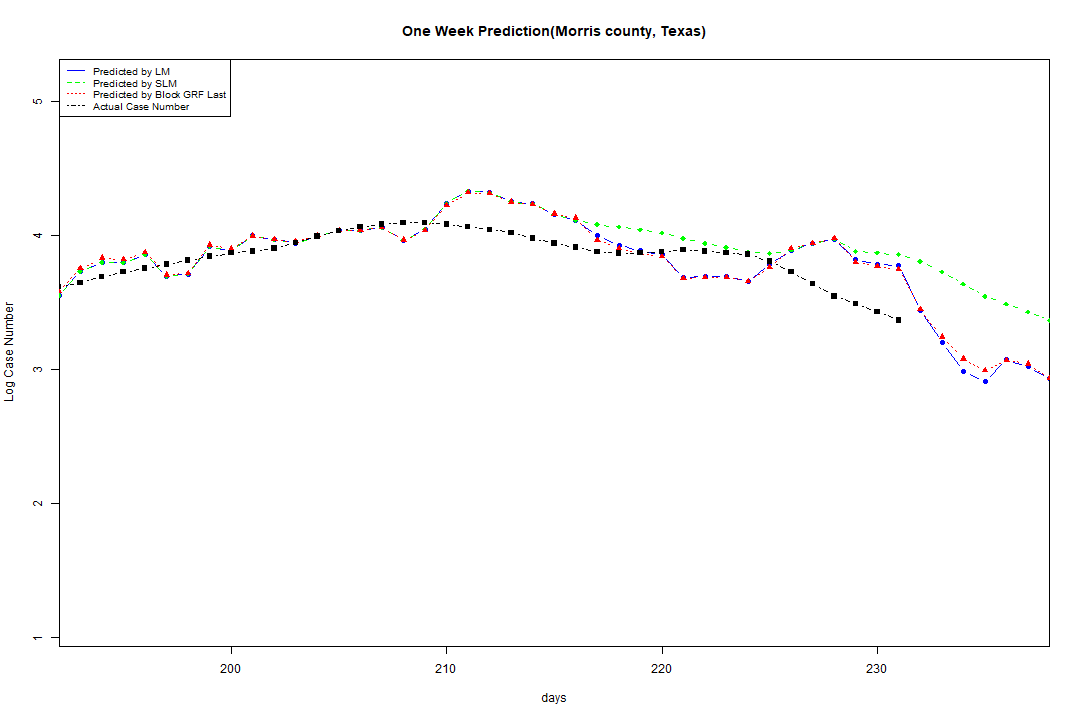 One Week Prediction(Morris county, Texas)
Predicted by LM
Predicted by SLM
Predicted by Block GRF Last
Actual Case Number
5
4
3
2
1
Log Case Number
200
210
220
230
days